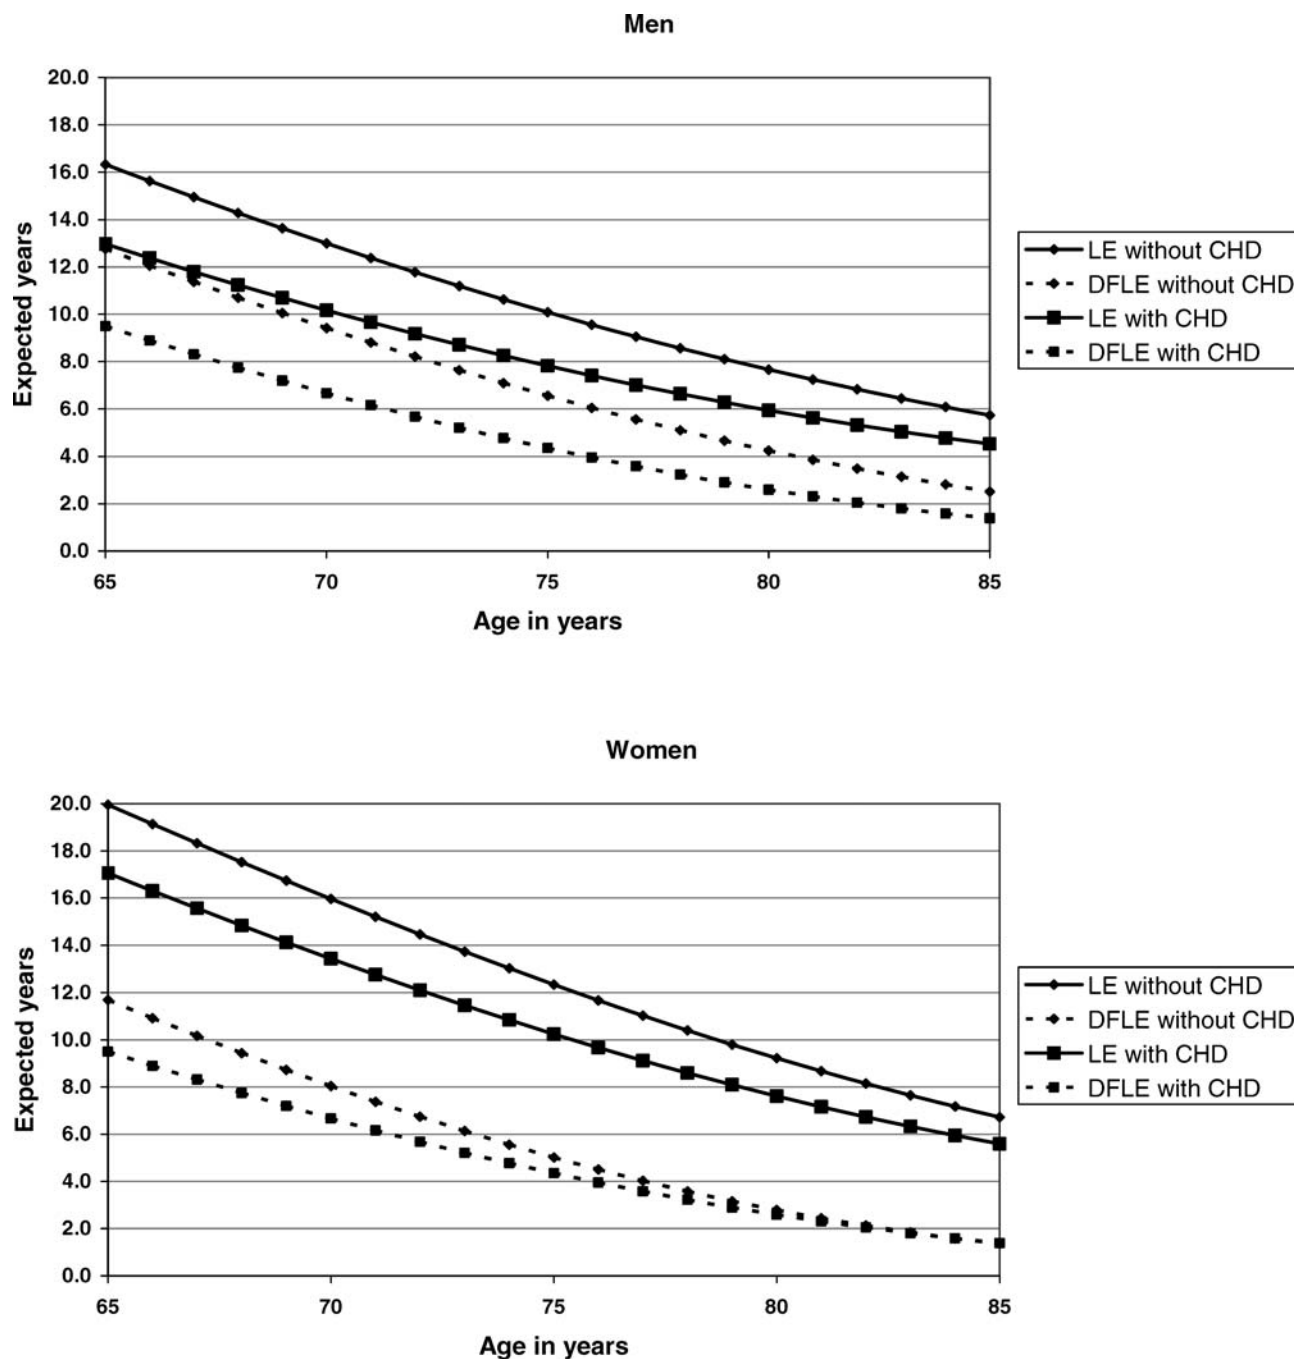 Men
20.0
18.0
16.0
14.0
12.0
10.0
8.0
6.0
4.0
2.0
0.0
Expected years
65 70 75 80 85
Age in years
LE without CHD
DFLE without CHD
LE with CHD
DFLE with CHD
Women
20.0
18.0
16.0
14.0
12.0
10.0
8.0
6.0
4.0
2.0
0.0
Expected years
65 70 75 80 85
Age in years
LE without CHD
DFLE without CHD
LE with CHD
DFLE with CHD